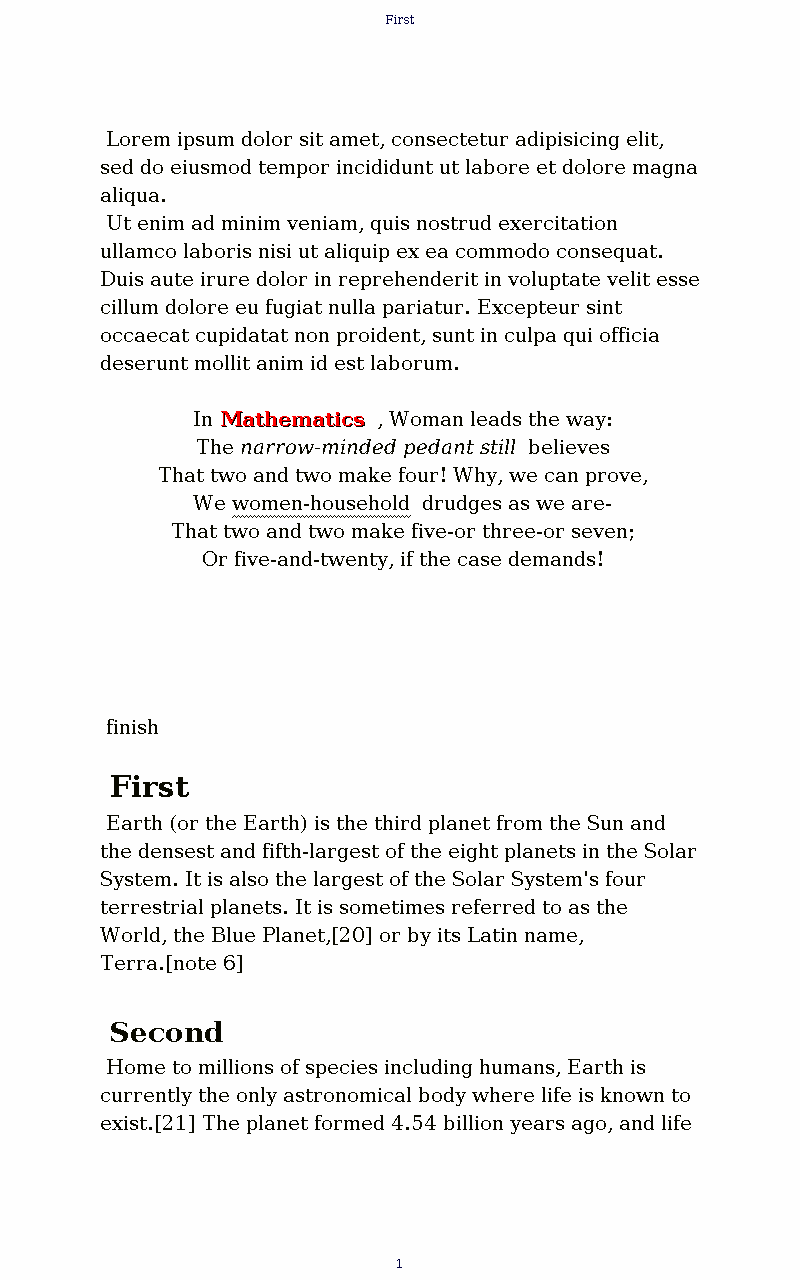 First
Lorem ipsum dolor sit amet, consectetur adipisicing elit,
sed do eiusmod tempor incididunt ut labore et dolore magna
aliqua.
Ut enim ad minim veniam, quis nostrud exercitation
ullamco laboris nisi ut aliquip ex ea commodo consequat.
Duis aute irure dolor in reprehenderit in voluptate velit esse
cillum dolore eu fugiat nulla pariatur. Excepteur sint
occaecat cupidatat non proident, sunt in culpa qui officia
deserunt mollit anim id est laborum.
In Mathematics , Woman leads the way:
The narrow-minded pedant still believes
That two and two make four! Why, we can prove,
We women-household drudges as we are-
That two and two make five-or three-or seven;
Or five-and-twenty, if the case demands!
finish
First
Earth (or the Earth) is the third planet from the Sun and
the densest and fifth-largest of the eight planets in the Solar
System. It is also the largest of the Solar System's four
terrestrial planets. It is sometimes referred to as the
World, the Blue Planet,[20] or by its Latin name,
Terra.[note 6]
Second
Home to millions of species including humans, Earth is
currently the only astronomical body where life is known to
exist.[21] The planet formed 4.54 billion years ago, and life
1